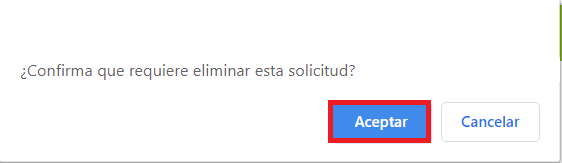 ¿Confirma que requiere eliminar esta solicitud?
Aceptar Cancelar